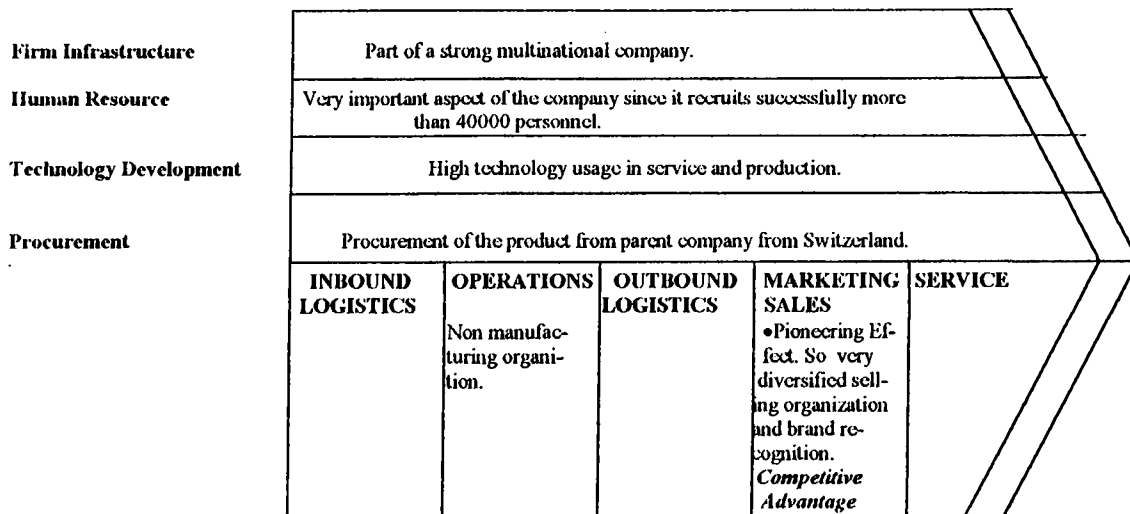 Firm Infrastructure
Part of a strong multinational company.
Human Resource
Very important aspect of the company since it recruits successfully more
than 40000 personnel.
Technology Development
High technology usage in service and production.
Procurement
Procurement of the product from parent company from Switzerland.
INBOUND
LOGISTICS
OPERATIONS
Non manufac-
turing organi-
tion.
OUTBOUND
LOGISTICS
MARKETING
SALES
•Pioneering Ef-
fect. So very
diversified sell-
ing organization
and brand re-
cognition.
Competitive
Advantage
SERVICE